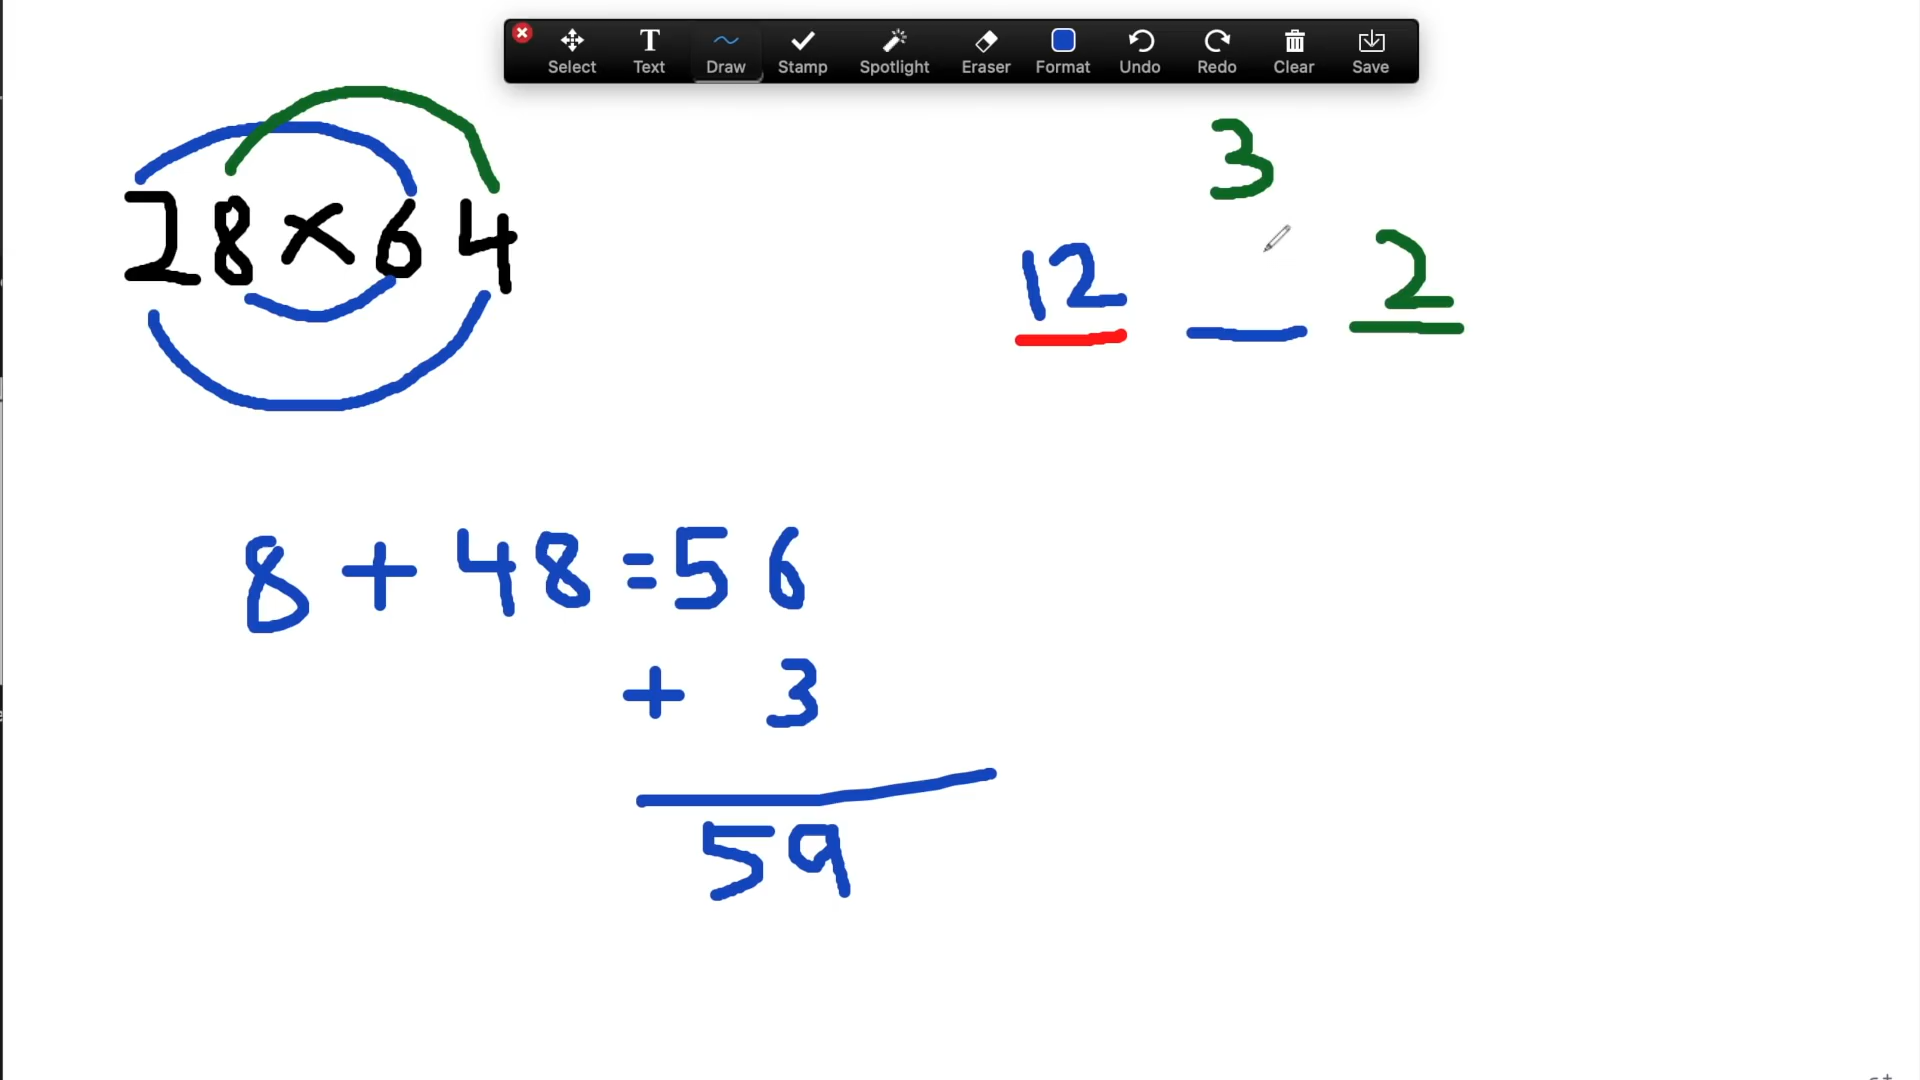 Select Text Draw Stamp Spotlight Eraser Format Undo Redo Clear Save
28×64
3
12 _ 2
8 + 48 = 56
+ 3
59